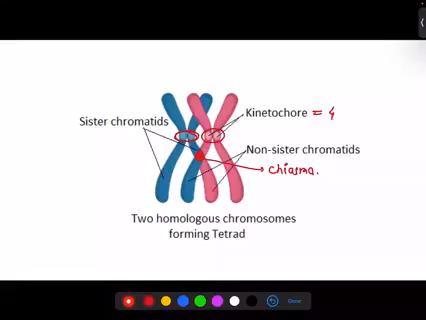 Sister chromatids
Kinetochore = 4
Non-sister chromatids
chiasma.
Two homologous chromosomes
forming Tetrad
Done